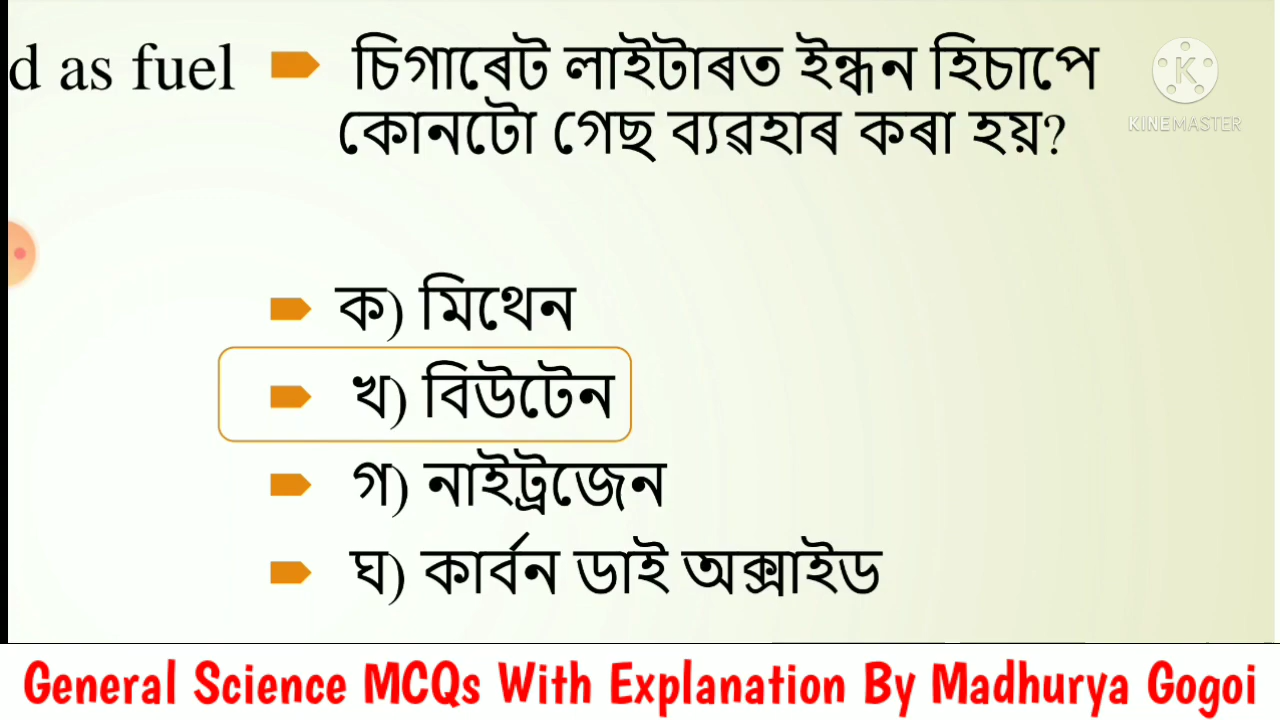 d as fuel
চিগাৰেট লাইটাৰত ইন্ধন হিচাপে
কোনটো গেছ ব্যৱহাৰ কৰা হয়?
K
KINEMASTER
ক) মিথেন
খ) বিউটেন
গ) নাইট্ৰজেন
ঘ) কাৰ্বন ডাই অক্সাইড
General Science MCQs With Explanation By Madhurya Gogoi